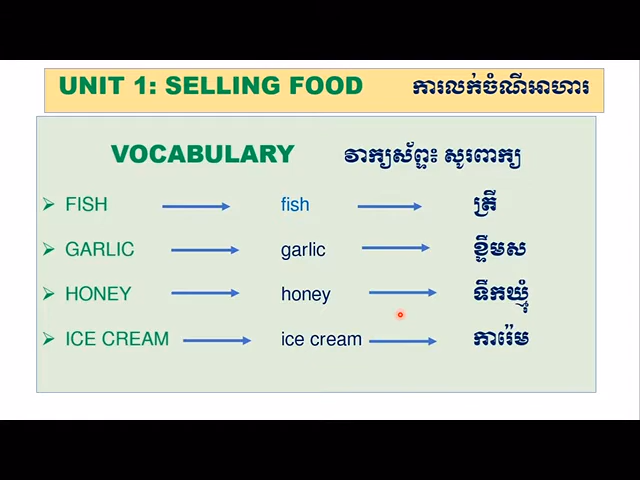 UNIT 1: SELLING FOOD ការលក់ចំណីអាហារ
VOCABULARY វាក្យស័ព្ទ៖ សូរពាក្យ
FISH fish ត្រី
GARLIC garlic ខ្ទឹមស
HONEY honey ទឹកឃ្មុំ
ICE CREAM ice cream ការ៉េម